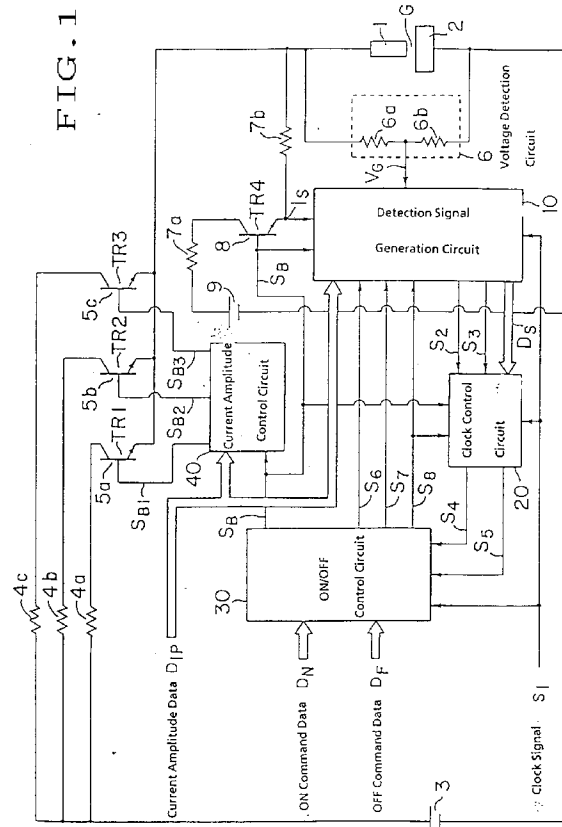 FIG.1
4c
4b
4a
5a
TR1
5b
TR2
5c
TR3
SB1
SB2
SB3
40
Current Amplitude
Control Circuit
9
7a
8
TR4
7b
IS
SB
1
G
2
6a
6b
6
VG
Voltage Detection
Circuit
Current Amplitude Data DIP
30
ON/OFF
Control Circuit
SB
S6
S7
S8
Detection Signal
Generation Circuit
10
S2
S3
DS
Clock Control
Circuit
20
S4
S5
ON Command Data DN
OFF Command Data DF
Clock Signal S1
3